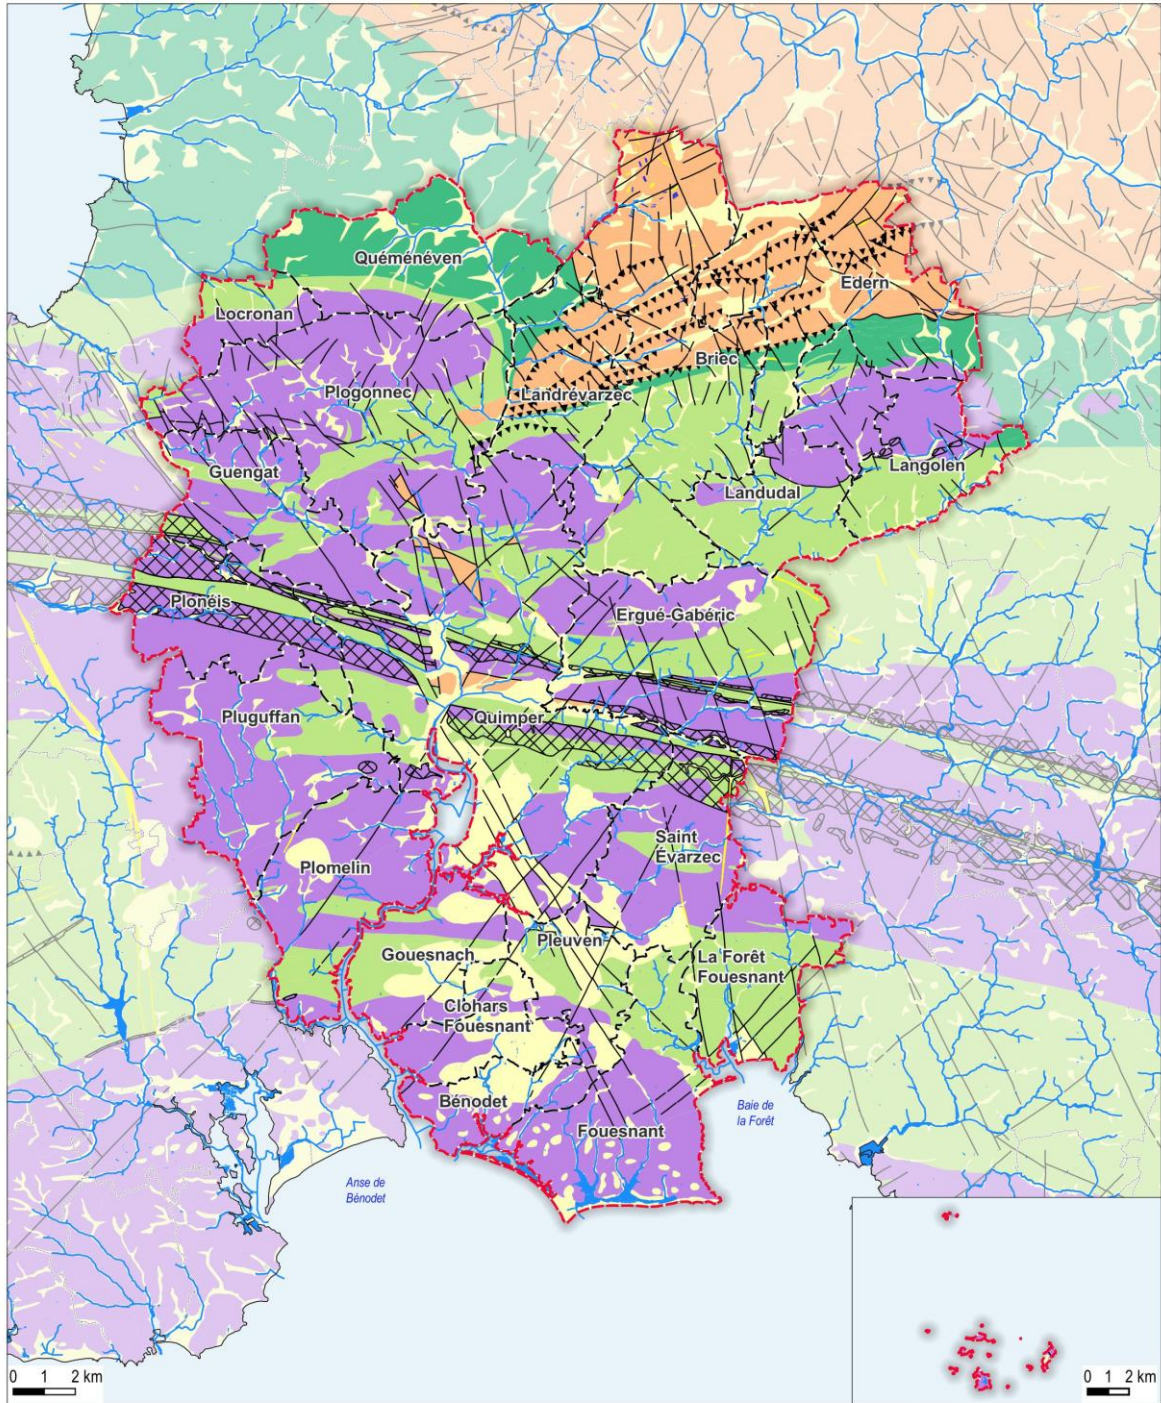 Quéménéven
Edern
Locronan
Briec
Plogonnec
Landrévarzec
Guengat
Langolen
Landudal
Plonéis
Ergué-Gabéric
Pluguffan
Quimper
Saint
Évarzec
Plomelin
Pleuven
Gouesnach
La Forêt
Fouesnant
Clohars
Fouesnant
Bénodet
Fouesnant
Baie de
la Forêt
Anse de
Bénodet
0 1 2 km
0 1 2 km